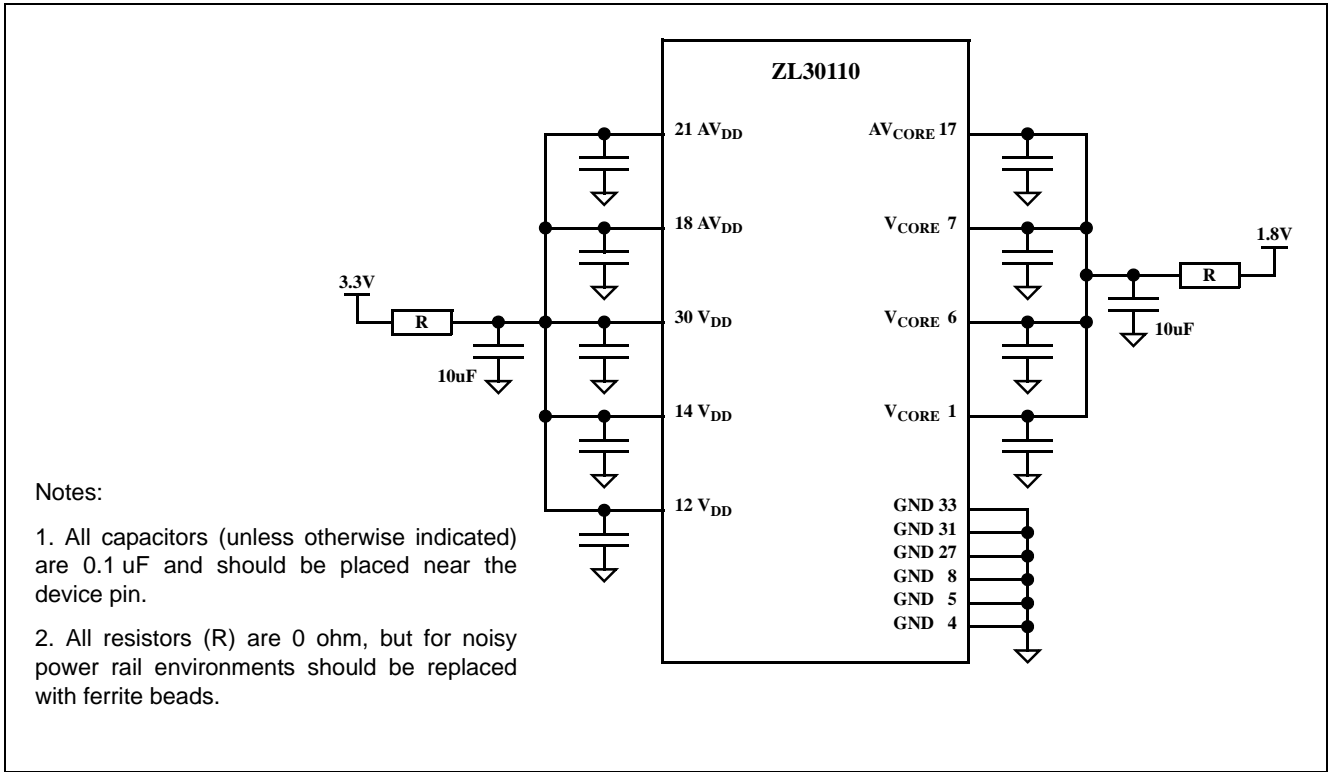 ZL30110
21 AVDD
AVCORE 17
18 AVDD
VCORE 7
1.8V
R
10uF
3.3V
R
10uF
30 VDD
VCORE 6
14 VDD
VCORE 1
12 VDD
GND 33
GND 31
GND 27
GND 8
GND 5
GND 4
Notes:
1. All capacitors (unless otherwise indicated)
are 0.1 uF and should be placed near the
device pin.
2. All resistors (R) are 0 ohm, but for noisy
power rail environments should be replaced
with ferrite beads.